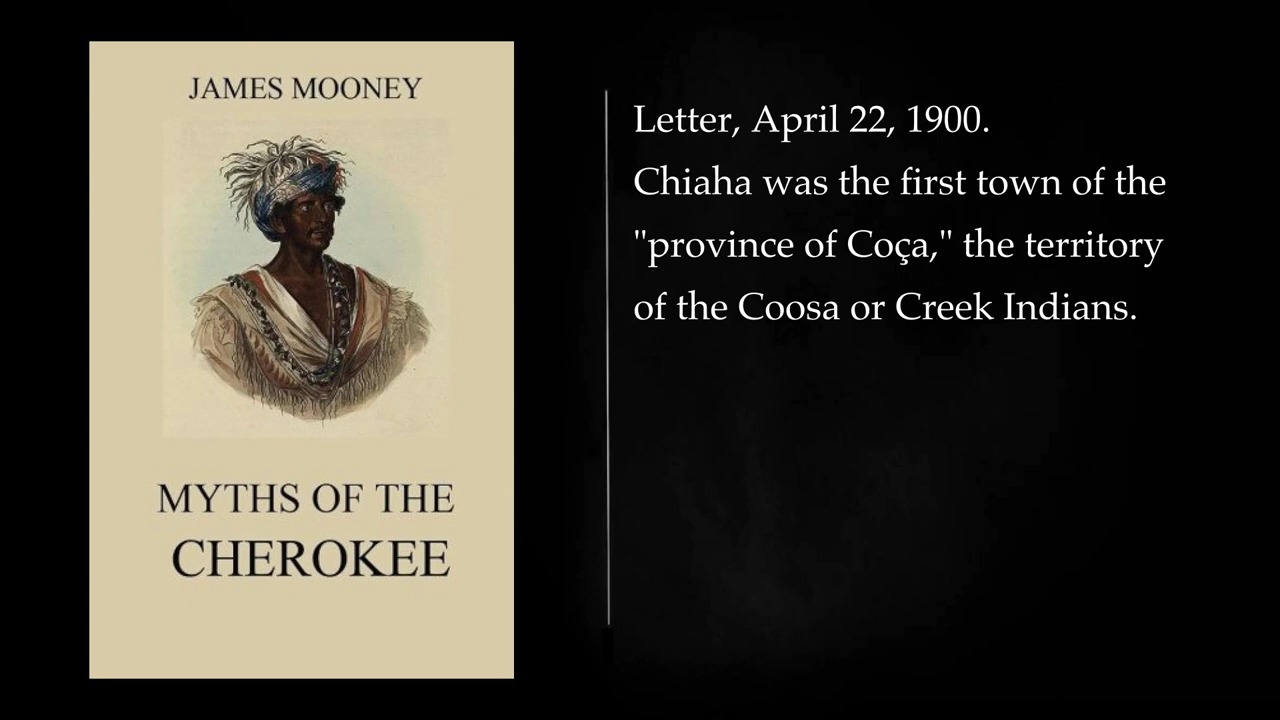 JAMES MOONEY
MYTHS OF THE
CHEROKEE
Letter, April 22, 1900.
Chiaha was the first town of the
"province of Coça," the territory
of the Coosa or Creek Indians.